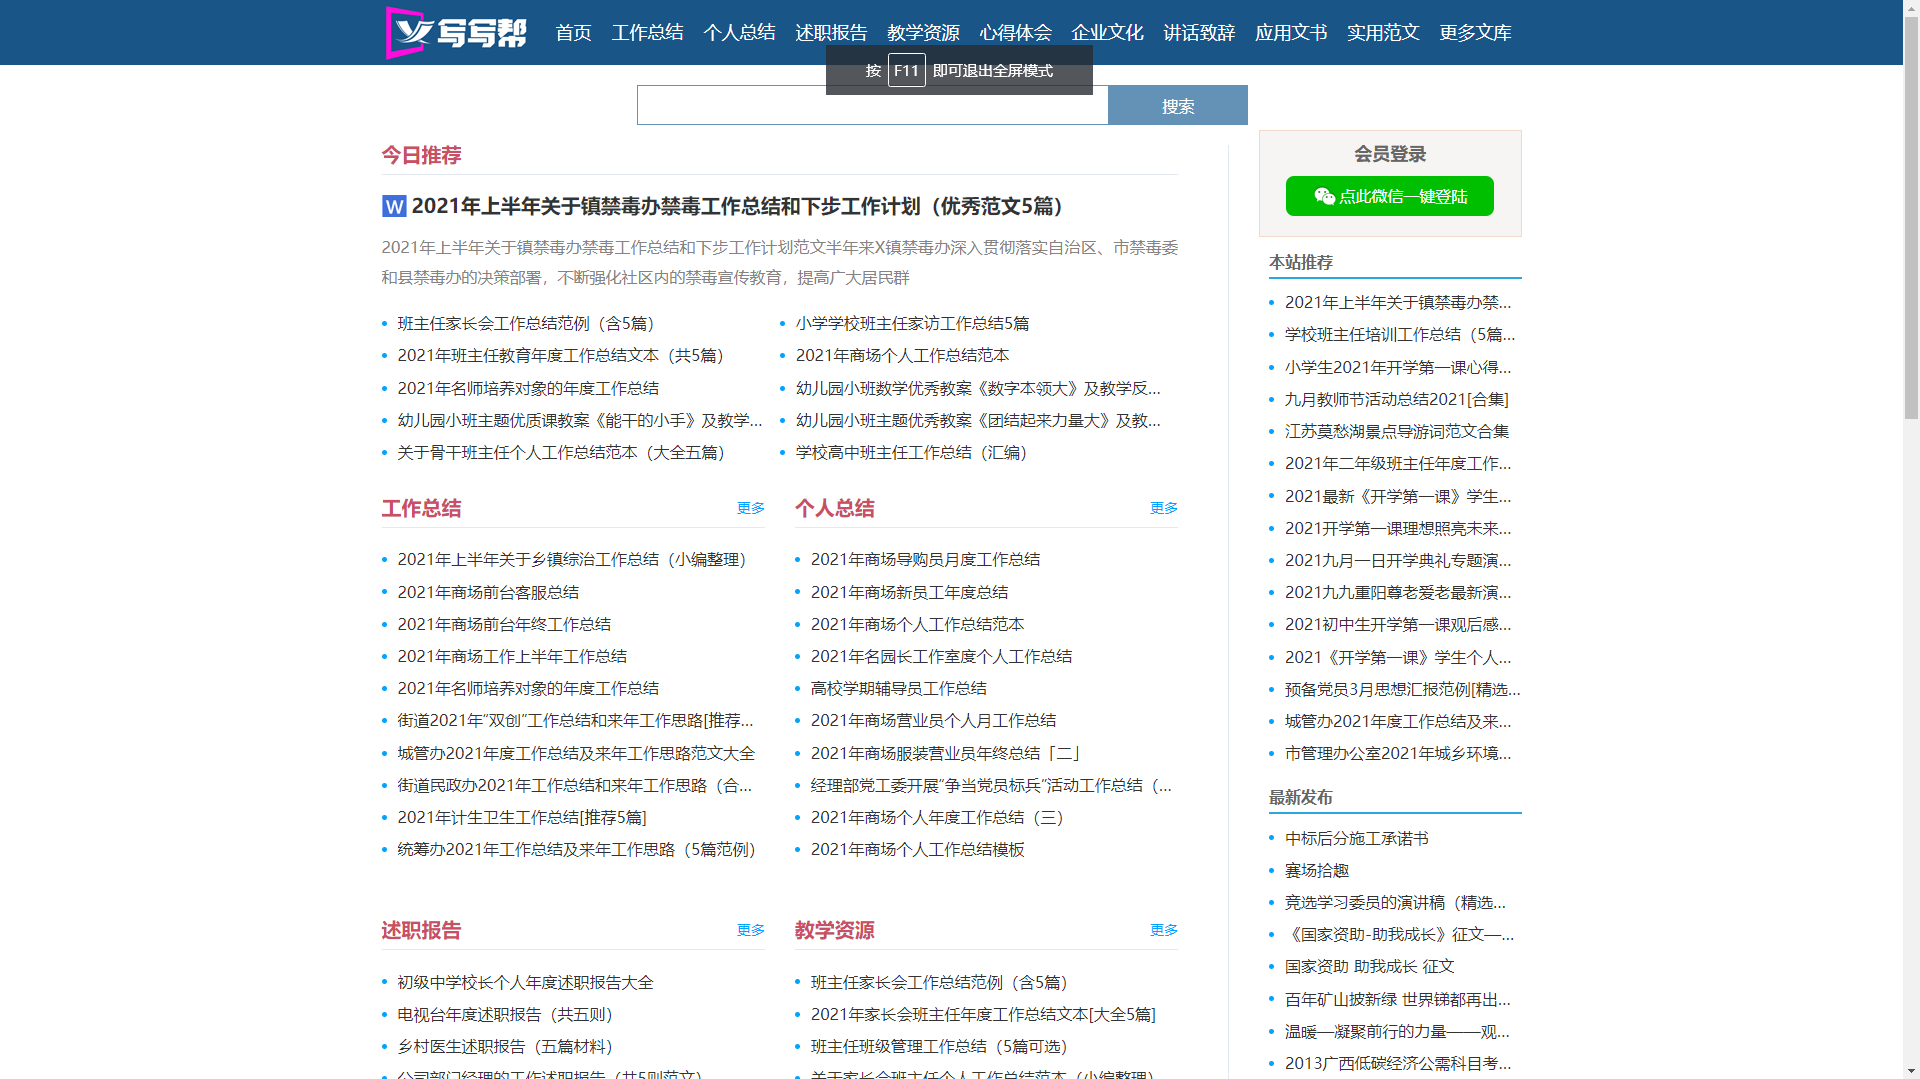 写写帮
首页 工作总结 个人总结 述职报告 教学资源 心得体会 企业文化 讲话致辞 应用文书 实用范文 更多文库
按 F11 即可退出全屏模式
搜索
今日推荐
W 2021年上半年关于镇禁毒办禁毒工作总结和下步工作计划（优秀范文5篇）
2021年上半年关于镇禁毒办禁毒工作总结和下步工作计划范文半年来X镇禁毒办深入贯彻落实自治区、市禁毒委
和县禁毒办的决策部署，不断强化社区内的禁毒宣传教育，提高广大居民群
班主任家长会工作总结范例（含5篇）
小学学校班主任家访工作总结5篇
2021年班主任教育年度工作总结文本（共5篇）
2021年商场个人工作总结范本
2021年名师培养对象的年度工作总结
幼儿园小班数学优秀教案《数字本领大》及教学反...
幼儿园小班主题优质课教案《能干的小手》及教学...
幼儿园小班主题优秀教案《团结起来力量大》及教...
关于骨干班主任个人工作总结范本（大全五篇）
学校高中班主任工作总结（汇编）
工作总结 更多
2021年上半年关于乡镇综治工作总结（小编整理）
2021年商场前台客服总结
2021年商场前台年终工作总结
2021年商场工作上半年工作总结
2021年名师培养对象的年度工作总结
街道2021年“双创”工作总结和来年工作思路[推荐...
城管办2021年度工作总结及来年工作思路范文大全
街道民政办2021年工作总结和来年工作思路（合...
2021年计生卫生工作总结[推荐5篇]
统筹办2021年工作总结及来年工作思路（5篇范例）
个人总结 更多
2021年商场导购员月度工作总结
2021年商场新员工年度总结
2021年商场个人工作总结范本
2021年名园长工作室度个人工作总结
高校学期辅导员工作总结
2021年商场营业员个人月工作总结
2021年商场服装营业员年终总结「二」
经理部党工委开展“争当党员标兵”活动工作总结（...
2021年商场个人年度工作总结（三）
2021年商场个人工作总结模板
述职报告 更多
初级中学校长个人年度述职报告大全
电视台年度述职报告（共五则）
乡村医生述职报告（五篇材料）
公司部门经理的工作述职报告（共5则范文）
教学资源 更多
班主任家长会工作总结范例（含5篇）
2021年家长会班主任年度工作总结文本[大全5篇]
班主任班级管理工作总结（5篇可选）
关于家长会班主任个人工作总结范本（小编整理）
会员登录
点此微信一键登陆
本站推荐
2021年上半年关于镇禁毒办禁...
学校班主任培训工作总结（5篇...
小学生2021年开学第一课心得...
九月教师节活动总结2021[合集]
江苏莫愁湖景点导游词范文合集
2021年二年级班主任年度工作...
2021最新《开学第一课》学生...
2021开学第一课理想照亮未来...
2021九月一日开学典礼专题演...
2021九九重阳尊老爱老最新演...
2021初中生开学第一课观后感...
2021《开学第一课》学生个人...
预备党员3月思想汇报范例[精选...
城管办2021年度工作总结及来...
市管理办公室2021年城乡环境...
最新发布
中标后分施工承诺书
赛场拾趣
竞选学习委员的演讲稿（精选...
《国家资助-助我成长》征文—...
国家资助 助我成长 征文
百年矿山披新绿 世界锑都再出...
温暖—凝聚前行的力量——观...
2013广西低碳经济公需科目考...